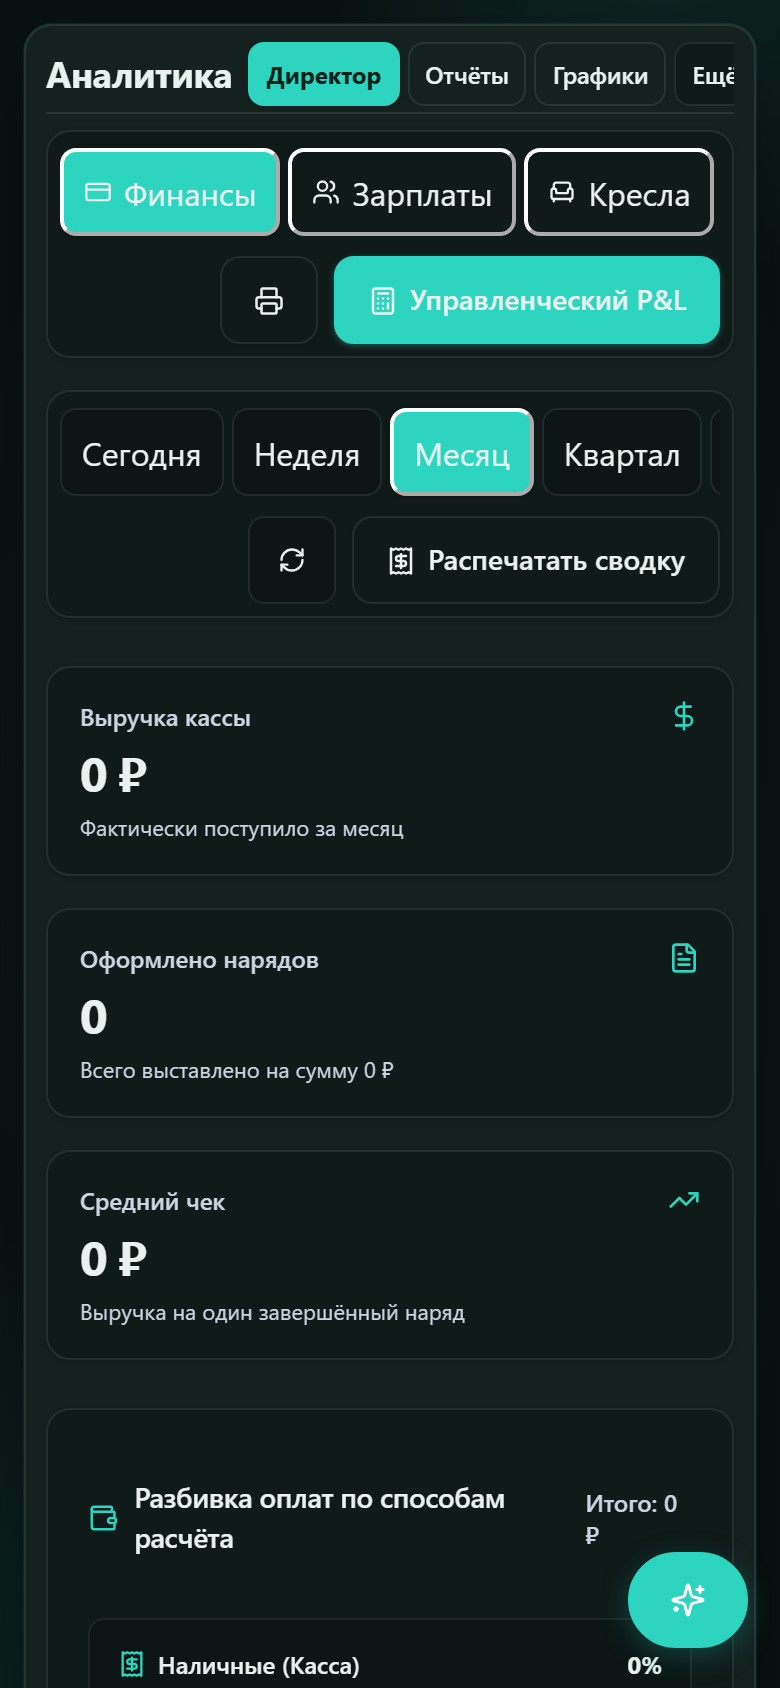 Аналитика Директор Отчёты Графики Ещё
Финансы Зарплаты Кресла
Управленческий P&L
Сегодня Неделя Месяц Квартал
Распечатать сводку
Выручка кассы
0 ₽
Фактически поступило за месяц
Оформлено нарядов
0
Всего выставлено на сумму 0 ₽
Средний чек
0 ₽
Выручка на один завершённый наряд
Разбивка оплат по способам
расчёта
Итого: 0
₽
Наличные (Касса) 0%